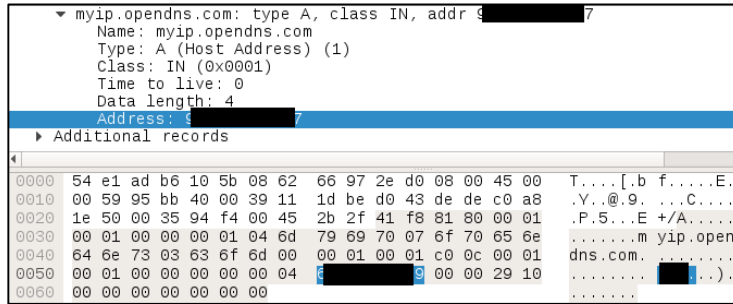 myip.opendns.com: type A, class IN, addr 9 7
Name: myip.opendns.com
Type: A (Host Address) (1)
Class: IN (0x0001)
Time to live: 0
Data length: 4
Address: 9 7
Additional records
0000 54 e1 ad b6 10 5b 08 62 66 97 2e d0 08 00 45 00 T....[.b f.....E.
0010 00 59 95 bb 40 00 39 11 1d be d0 43 de de c0 a8 .Y..@.9. ...C....
0020 1e 50 00 35 94 f4 00 45 2b 2f 41 f8 81 80 00 01 .P.5...E +/A.....
0030 00 01 00 00 00 01 04 6d 79 69 70 07 6f 70 65 6e .......m yip.open
0040 64 6e 73 03 63 6f 6d 00 00 01 00 01 c0 0c 00 01 dns.com. ........
0050 00 01 00 00 00 00 00 04 6 9 00 00 29 10 ........ ..).
0060 00 00 00 00 00 00 00 .......